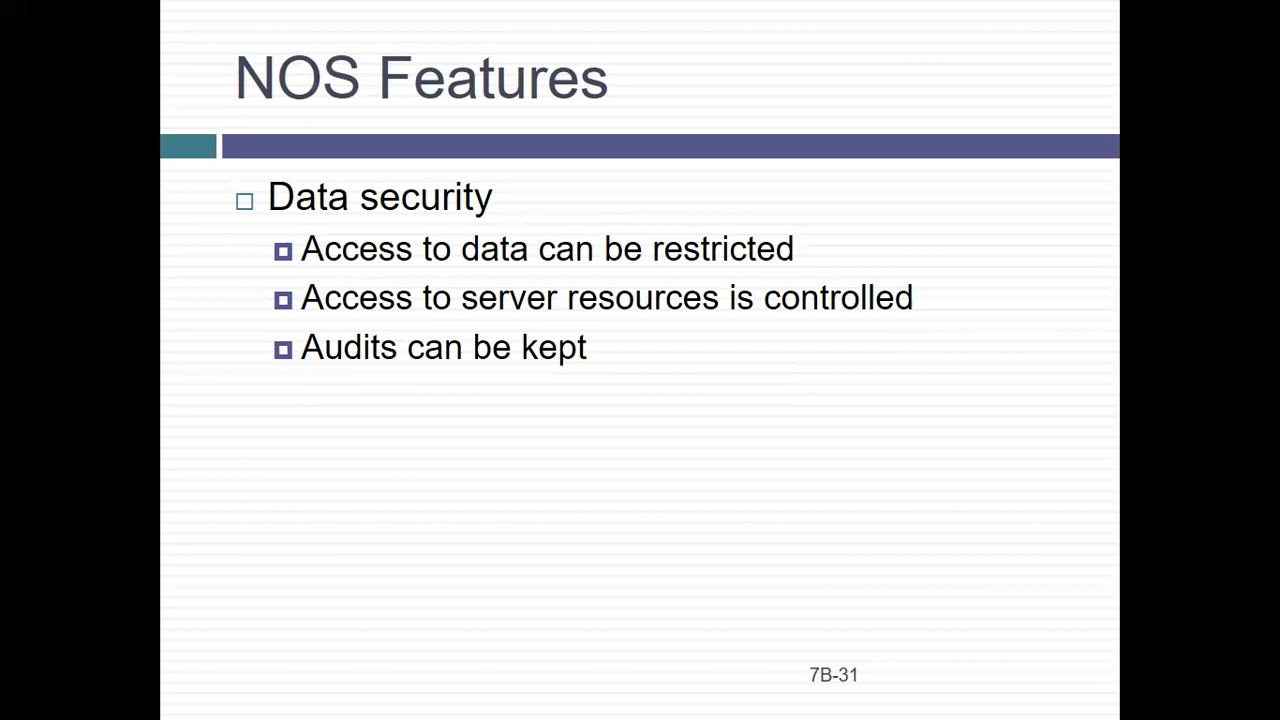 NOS Features
Data security
Access to data can be restricted
Access to server resources is controlled
Audits can be kept
7B-31